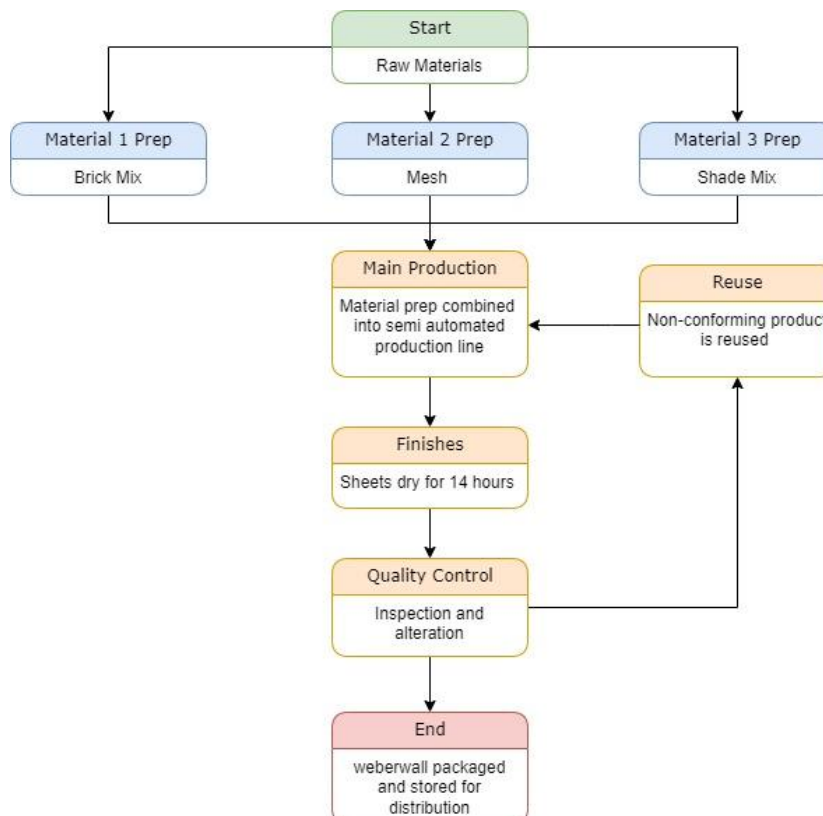 Start
Raw Materials
Material 1 Prep
Brick Mix
Material 2 Prep
Mesh
Material 3 Prep
Shade Mix
Main Production
Material prep combined
into semi automated
production line
Reuse
Non-conforming product
is reused
Finishes
Sheets dry for 14 hours
Quality Control
Inspection and
alteration
End
weberwall packaged
and stored for
distribution